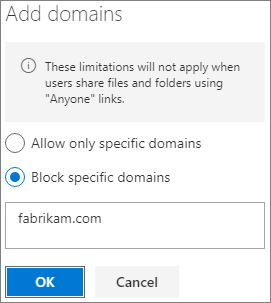 Add domains
These limitations will not apply when
users share files and folders using
"Anyone" links.
Allow only specific domains
Block specific domains
fabrikam.com
OK
Cancel